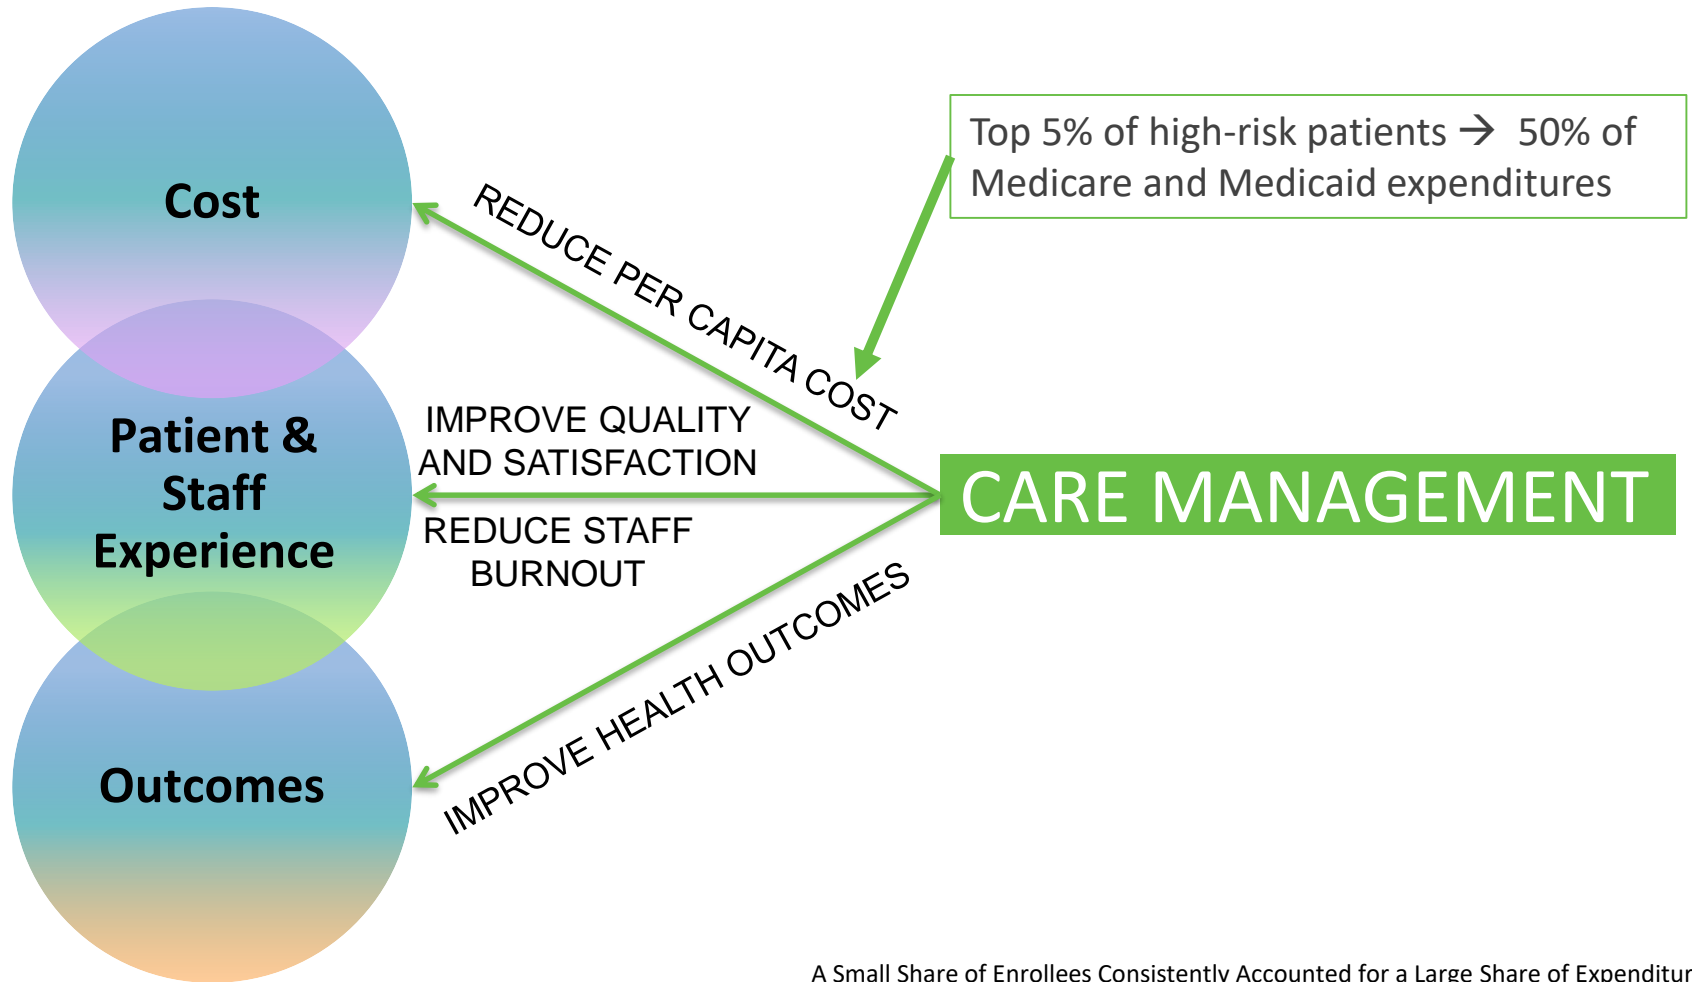 Cost
Patient &
Staff
Experience
Outcomes
REDUCE PER CAPITA COST
IMPROVE QUALITY
AND SATISFACTION
REDUCE STAFF
BURNOUT
IMPROVE HEALTH OUTCOMES
Top 5% of high-risk patients → 50% of
Medicare and Medicaid expenditures
CARE MANAGEMENT
A Small Share of Enrollees Consistently Accounted for a Large Share of